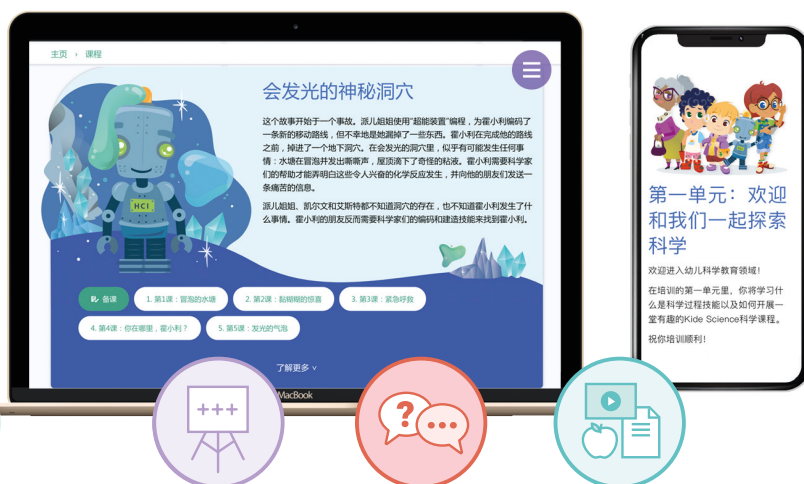 主页 › 课程
会发光的神秘洞穴
这个故事开始于一个事故。派儿姐姐使用“超能装置”编程，为霍小利编码了
一条新的移动路线，但不幸地是她漏掉了一些东西。霍小利在完成他的路线
之前，掉进了一个地下洞穴。在会发光的洞穴里，似乎有可能发生任何事
情：水塘在冒泡并发出嘶嘶声，屋顶滴下了奇怪的粘液。霍小利需要科学家
们的帮助才能弄明白这些令人兴奋的化学反应发生，并向他的朋友们发送一
条痛苦的信息。
派儿姐姐、凯尔文和艾斯特都不知道洞穴的存在，也不知道霍小利发生了什
么事情。霍小利的朋友反而需要科学家们的编码和建造技能来找到霍小利。
HCI
备课
1. 第1课：冒泡的水塘
2. 第2课：黏糊糊的惊喜
3. 第3课：紧急呼救
4. 第4课：你在哪里，霍小利？
5. 第5课：发光的气泡
了解更多
MacBook
第一单元：欢迎
和我们一起探索
科学
欢迎进入幼儿科学教育领域！
在培训的第一单元里，你将学习什
么是科学过程技能以及如何开展一
堂有趣的Kide Science科学课程。
祝你培训顺利！
+++
?